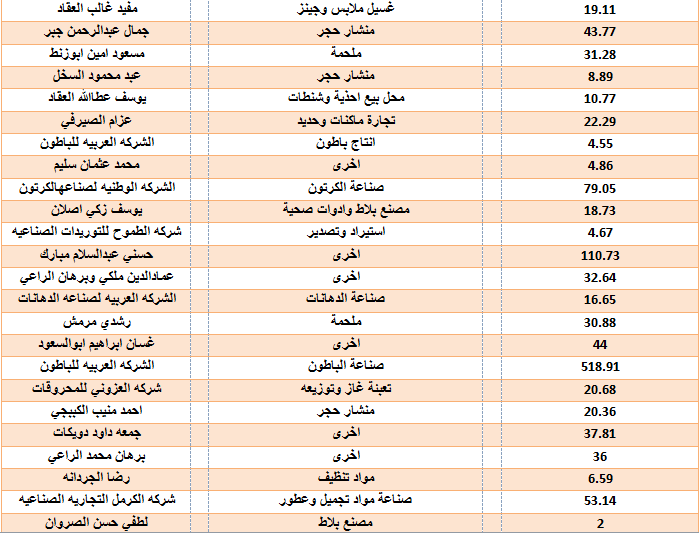 مفيد غالب العقاد غسيل ملابس وجينز 19.11
جمال عبدالرحمن جبر منشار حجر 43.77
مسعود امين ابوزنط ملحمة 31.28
عبد محمود السخل منشار حجر 8.89
يوسف عطاالله العقاد محل بيع احذية وشنطات 10.77
عزام الصيرفي تجارة ماكنات وحديد 22.29
الشركه العربيه للباطون انتاج باطون 4.55
محمد عثمان سليم اخرى 4.86
الشركه الوطنيه لصناعهالكرتون صناعة الكرتون 79.05
يوسف زكي اصلان مصنع بلاط وادوات صحية 18.73
شركه الطموح للتوريدات الصناعيه استيراد وتصدير 4.67
حسني عبدالسلام مبارك اخرى 110.73
عمادالدين ملكي وبرهان الراعي اخرى 32.64
الشركه العربيه لصناعه الدهانات صناعة الدهانات 16.65
رشدي مرمش ملحمة 30.88
غسان ابراهيم ابوالسعود اخرى 44
الشركه العربيه للباطون صناعة الباطون 518.91
شركه العزوني للمحروقات تعبئة غاز وتوزيعه 20.68
احمد منيب الكببجي منشار حجر 20.36
جمعه داود دويكات اخرى 37.81
برهان محمد الراعي اخرى 36
رضا الجردانه مواد تنظيف 6.59
شركه الكرمل التجاريه الصناعيه صناعة مواد تجميل وعطور 53.14
لطفي حسن الصروان مصنع بلاط 2